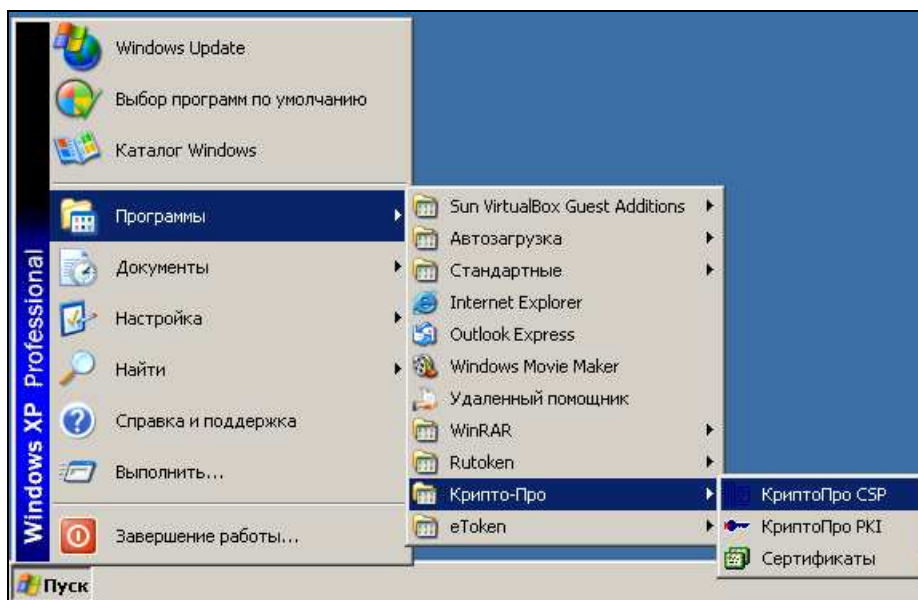 Windows Update
Выбор программ по умолчанию
Каталог Windows
Программы
Документы
Настройка
Найти
Справка и поддержка
Выполнить...
Завершение работы...
Windows XP Professional
Sun VirtualBox Guest Additions
Автозагрузка
Стандартные
Internet Explorer
Outlook Express
Windows Movie Maker
Удаленный помощник
WinRAR
Rutoken
Крипто-Про
eToken
КриптоПро CSP
КриптоПро PKI
Сертификаты
Пуск